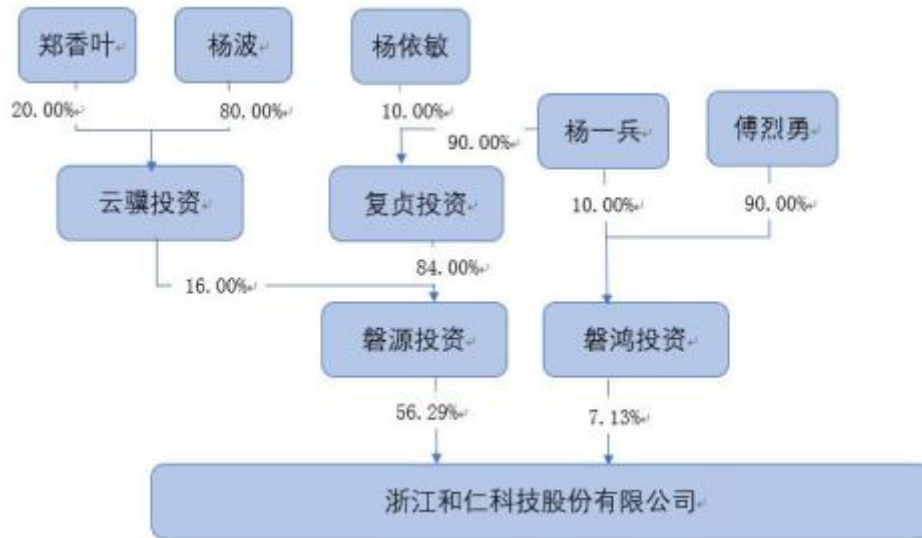 郑香叶
杨波
杨依敏
20.00%
80.00%
10.00%
90.00%
杨一兵
傅烈勇
云骥投资
复贞投资
10.00%
90.00%
16.00%
84.00%
磐源投资
磐鸿投资
56.29%
7.13%
浙江和仁科技股份有限公司